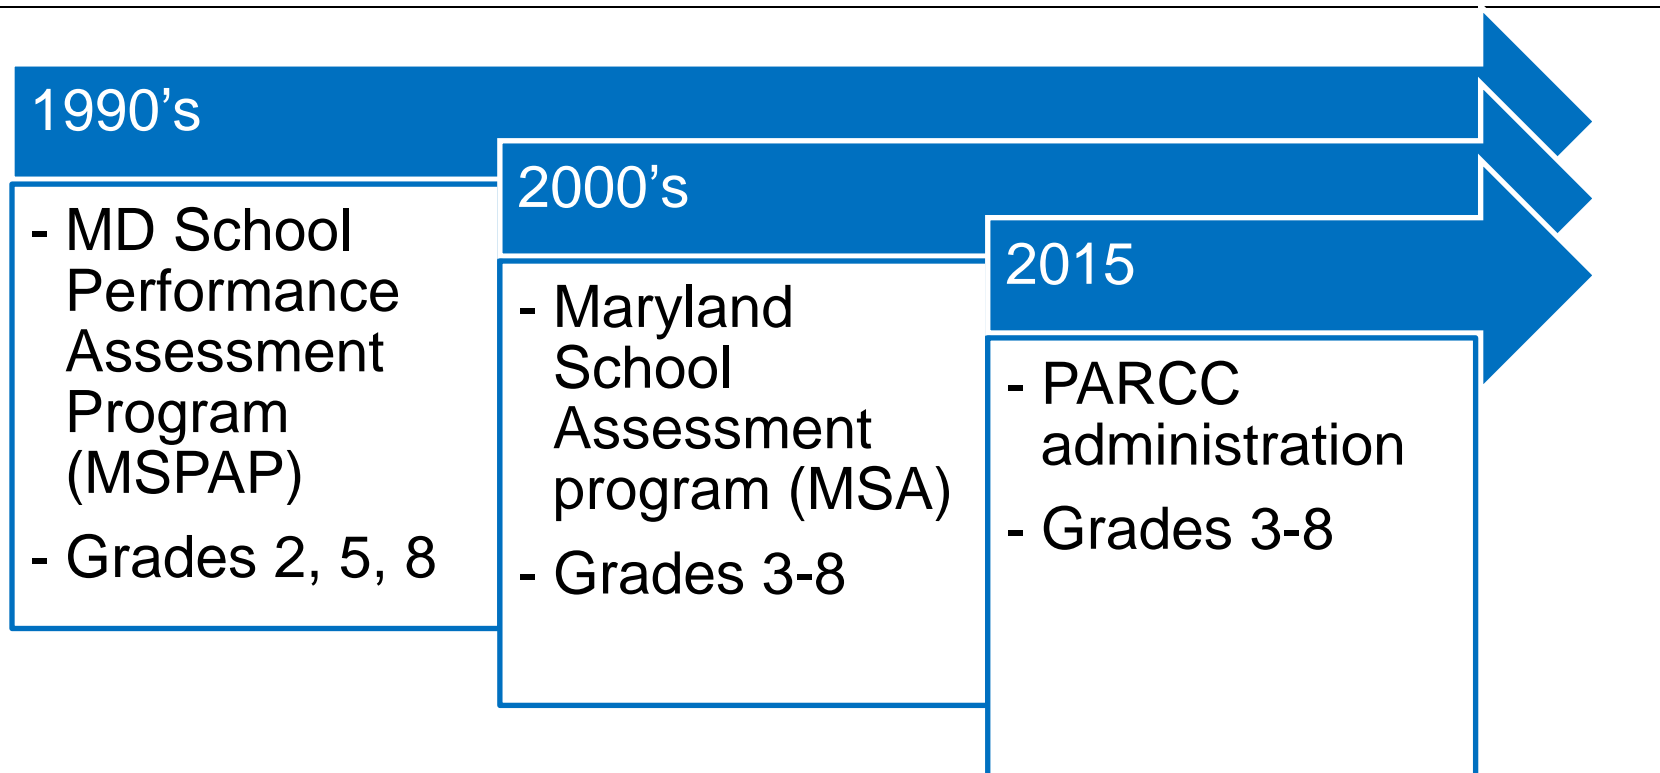 1990’s
- MD School
Performance
Assessment
Program
(MSPAP)
- Grades 2, 5, 8
2000’s
- Maryland
School
Assessment
program (MSA)
- Grades 3-8
2015
- PARCC
administration
- Grades 3-8